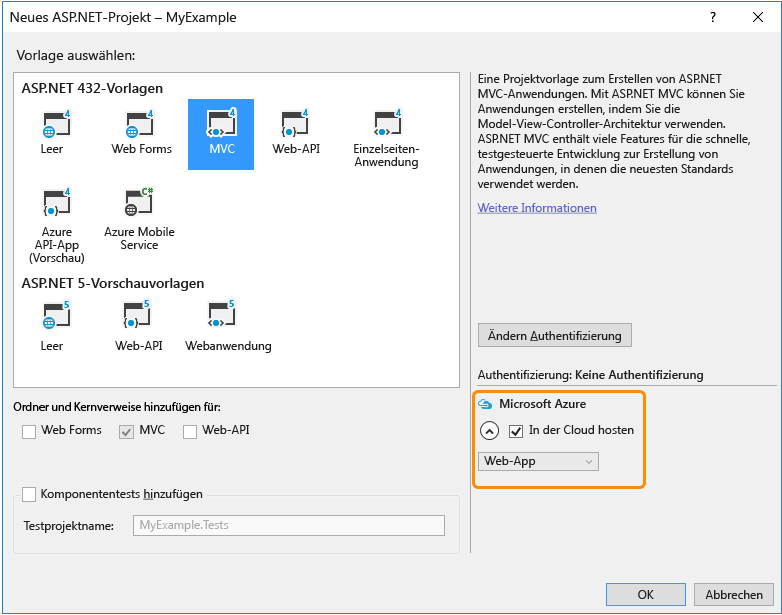 Neues ASP.NET-Projekt – MyExample
?
Vorlage auswählen:
ASP.NET 432-Vorlagen
4
4
4
4
4
Leer
Web Forms
MVC
Web-API
Einzelseiten-
Anwendung
4
C#
Azure
API-App
(Vorschau)
Azure Mobile
Service
ASP.NET 5-Vorschauvorlagen
5
5
5
Leer
Web-API
Webanwendung
Ordner und Kernverweise hinzufügen für:
Web Forms
MVC
Web-API
Komponententests hinzufügen
Testprojektname:
MyExample.Tests
Eine Projektvorlage zum Erstellen von ASP.NET
MVC-Anwendungen. Mit ASP.NET MVC können Sie
Anwendungen erstellen, indem Sie die
Model-View-Controller-Architektur verwenden.
ASP.NET MVC enthält viele Features für die schnelle,
testgesteuerte Entwicklung zur Erstellung von
Anwendungen, in denen die neuesten Standards
verwendet werden.
Weitere Informationen
Ändern Authentifizierung
Authentifizierung: Keine Authentifizierung
Microsoft Azure
In der Cloud hosten
Web-App
OK
Abbrechen